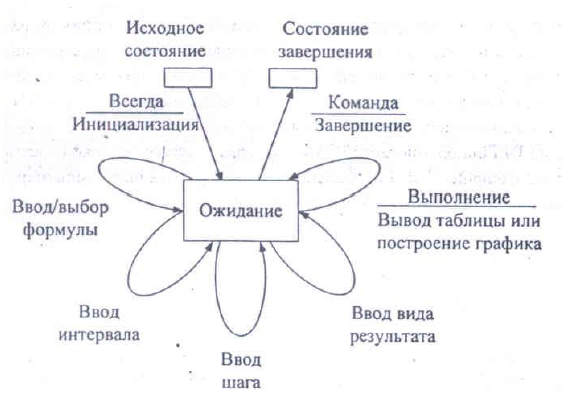 Исходное
состояние
Состояние
завершения
Всегда
Инициализация
Команда
Завершение
Ввод/выбор
формулы
Ожидание
Выполнение
Вывод таблицы или
построение графика
Ввод
интервала
Ввод
шага
Ввод вида
результата